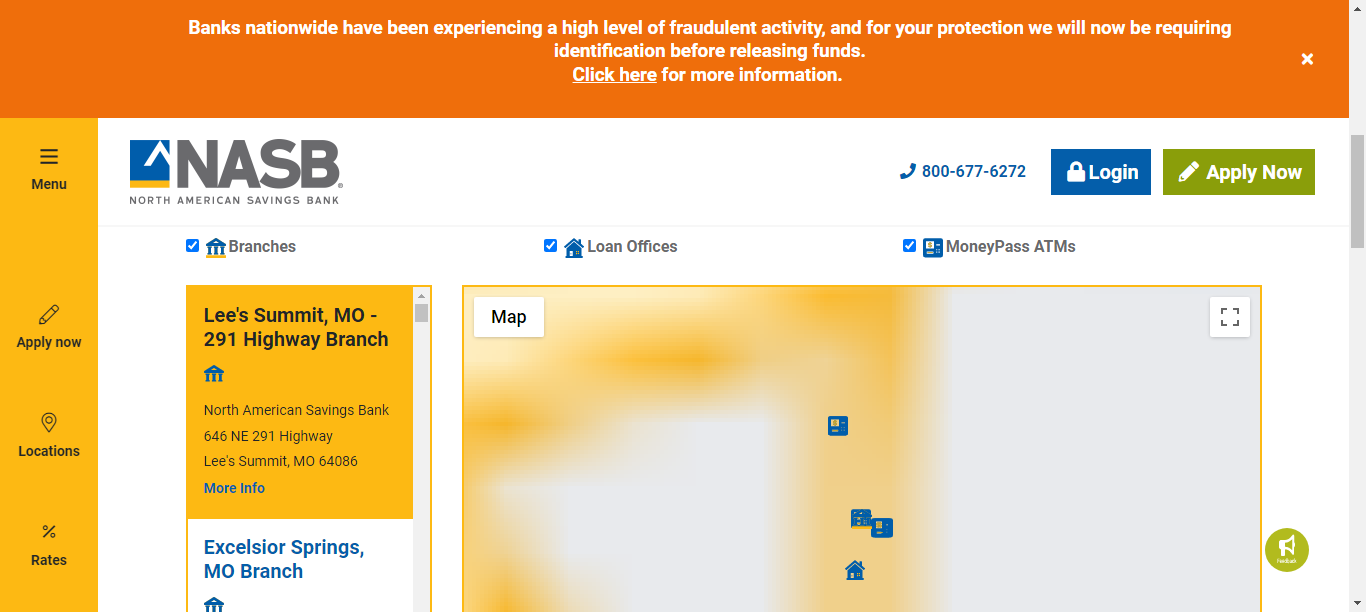 Banks nationwide have been experiencing a high level of fraudulent activity, and for your protection we will now be requiring
identification before releasing funds.
Click here for more information.
Menu
NASB
NORTH AMERICAN SAVINGS BANK
800-677-6272
Login
Apply Now
Branches
Loan Offices
MoneyPass ATMs
Apply now
Locations
Rates
Lee's Summit, MO -
291 Highway Branch
North American Savings Bank
646 NE 291 Highway
Lee's Summit, MO 64086
More Info
Excelsior Springs,
MO Branch
Map
Feedback